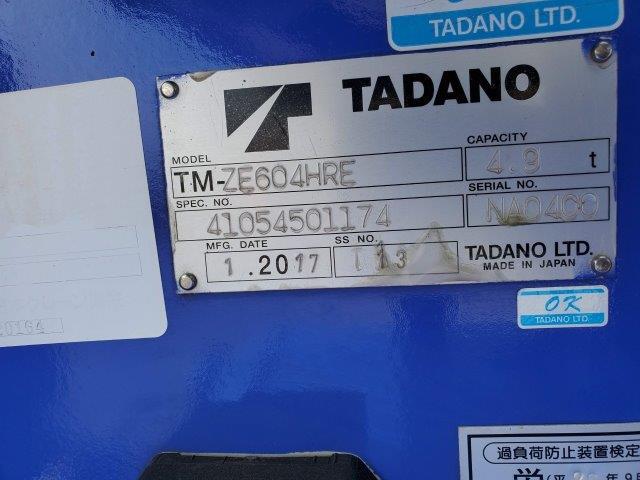 TADANO LTD.
TADANO
MODEL
TM-ZE604HRE
CAPACITY
4.9 t
SPEC. NO.
41054501174
SERIAL NO.
MFG. DATE
1.2017
SS NO.
T13
TADANO LTD.
MADE IN JAPAN
OK
TADANO LTD.
過負荷防止装置検定